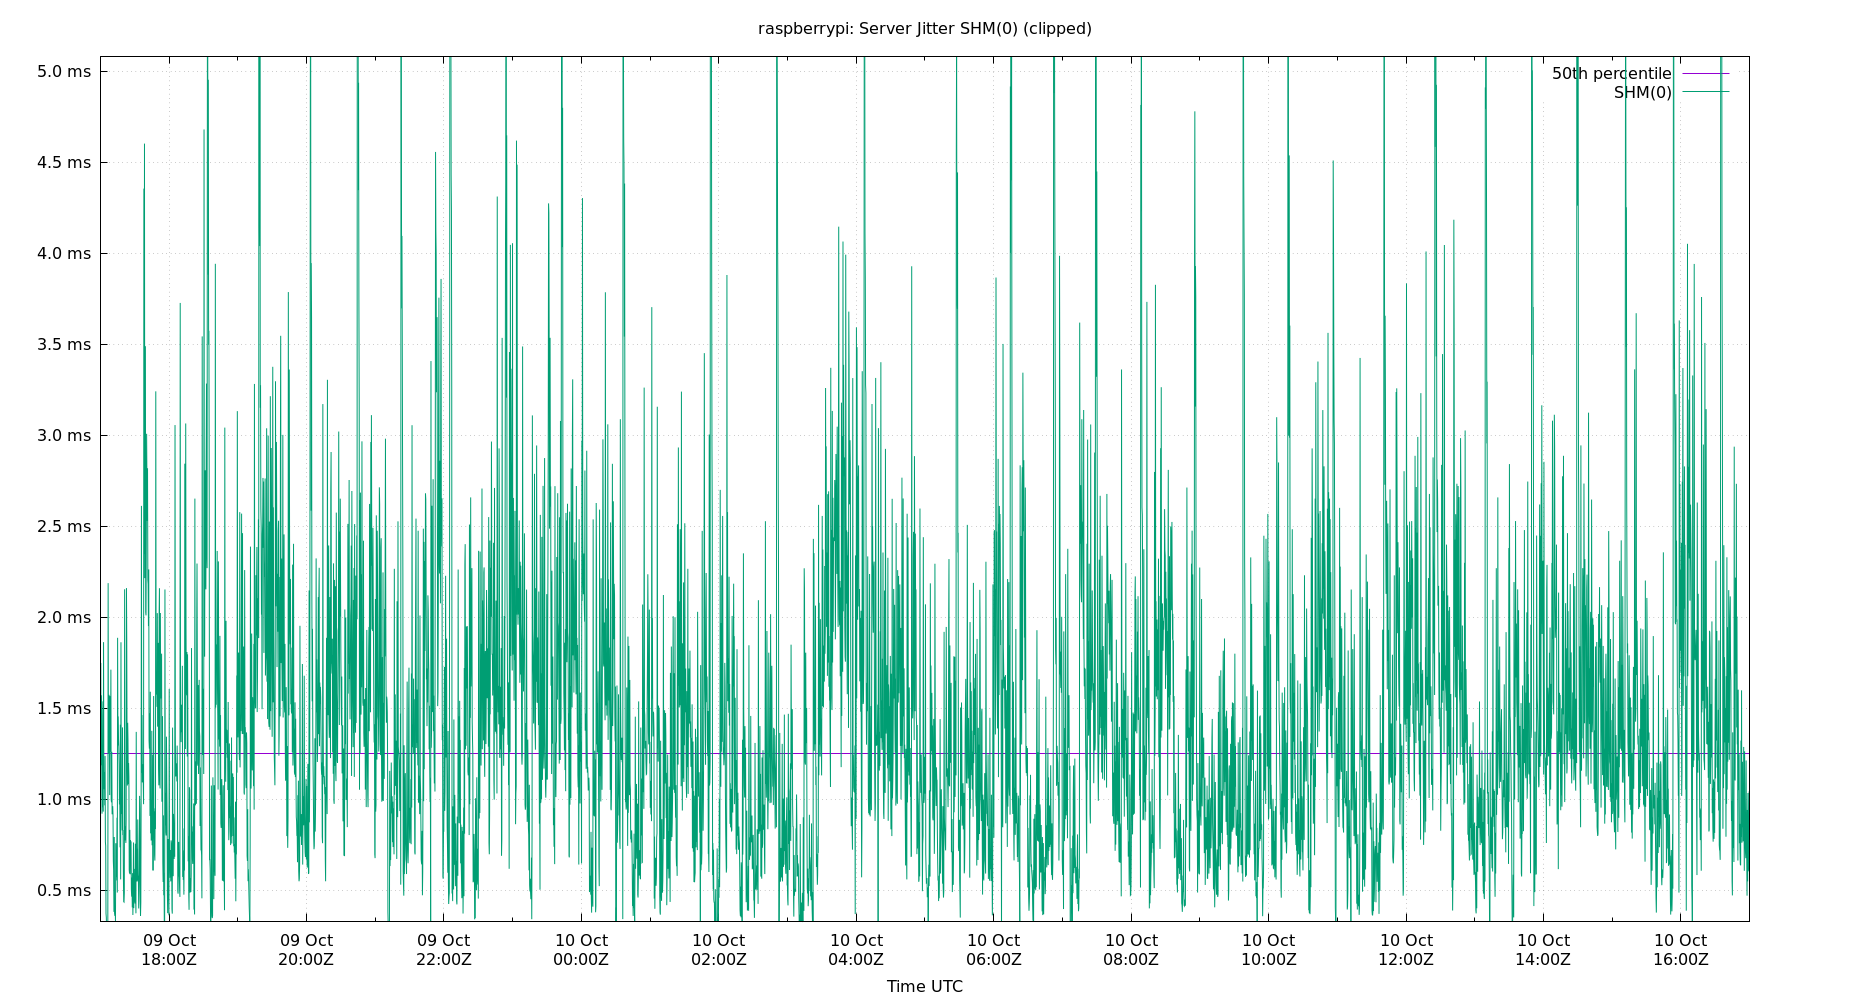 raspberrypi: Server Jitter SHM(0) (clipped)
50th percentile
SHM(0)
5.0 ms
4.5 ms
4.0 ms
3.5 ms
3.0 ms
2.5 ms
2.0 ms
1.5 ms
1.0 ms
0.5 ms
09 Oct 09 Oct 09 Oct 10 Oct 10 Oct 10 Oct 10 Oct 10 Oct 10 Oct 10 Oct 10 Oct 10 Oct
18:00Z 20:00Z 22:00Z 00:00Z 02:00Z 04:00Z 06:00Z 08:00Z 10:00Z 12:00Z 14:00Z 16:00Z
Time UTC